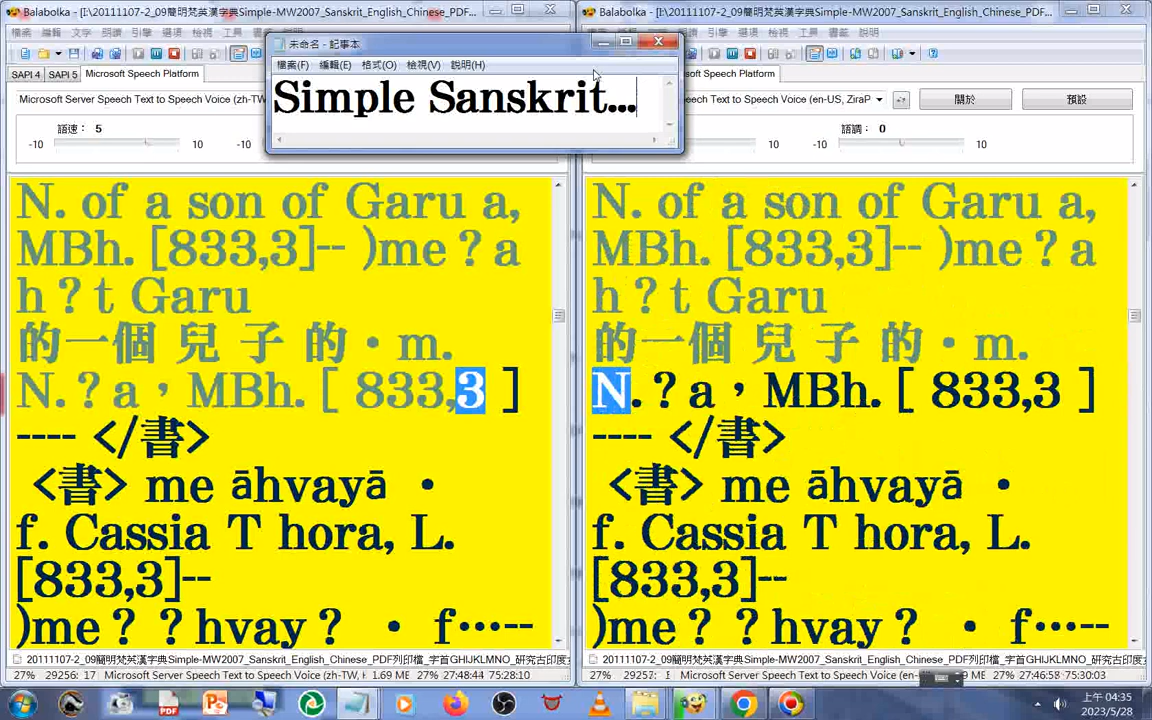 Balabolka - [I:\20111107-2_09簡明梵英漢字典Simple-MW2007_Sanskrit_English_Chinese_PDF...
SAPI 4 SAPI 5 Microsoft Speech Platform
Microsoft Server Speech Text to Speech Voice (zh-TW,
語速： 5
-10 10 -10
N. of a son of Garu a,
MBh. [833,3]-- )me？a
h？t Garu
的一個 兒 子 的・m.
N.？a，MBh. [ 833,3 ]
---- </書>
<書> me āhvayā ・
f. Cassia T hora, L.
[833,3]--
)me？？hvay？ ・ f…--
20111107-2_09簡明梵英漢字典Simple-MW2007_Sanskrit_English_Chinese_PDF列印檔_字首GHIJKLMNO_研究古印度
27% 29256: 17 Microsoft Server Speech Text to Speech Voice (zh-TW, 1.69 MB 27:48:44 75:28:10
未命名 - 記事本
檔案(F) 編輯(E) 格式(O) 檢視(V) 說明(H)
Simple Sanskrit...
Balabolka - [I:\20111107-2_09簡明梵英漢字典Simple-MW2007_Sanskrit_English_Chinese_PDF...
Speech Platform
eech Text to Speech Voice (en-US, ZiraP
關於
預設
語調： 0
10 -10 10
N. of a son of Garu a,
MBh. [833,3]-- )me？a
h？t Garu
的一個 兒 子 的・m.
N.？a，MBh. [ 833,3 ]
---- </書>
<書> me āhvayā ・
f. Cassia T hora, L.
[833,3]--
)me？？hvay？ ・ f…--
20111107-2_09簡明梵英漢字典Simple-MW2007_Sanskrit_English_Chinese_PDF列印檔_字首GHIJKLMNO_研究古印度
27% 29257: Microsoft Server Speech Text to Speech Voice 27% 27:46:58 75:30:03
上午 04:35
2023/5/28